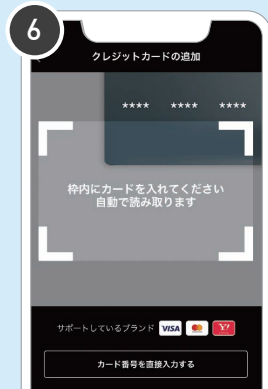 6
クレジットカードの追加
**** **** ****
枠内にカードを入れてください
自動で読み取ります
サポートしているブランド VISA Y!
カード番号を直接入力する